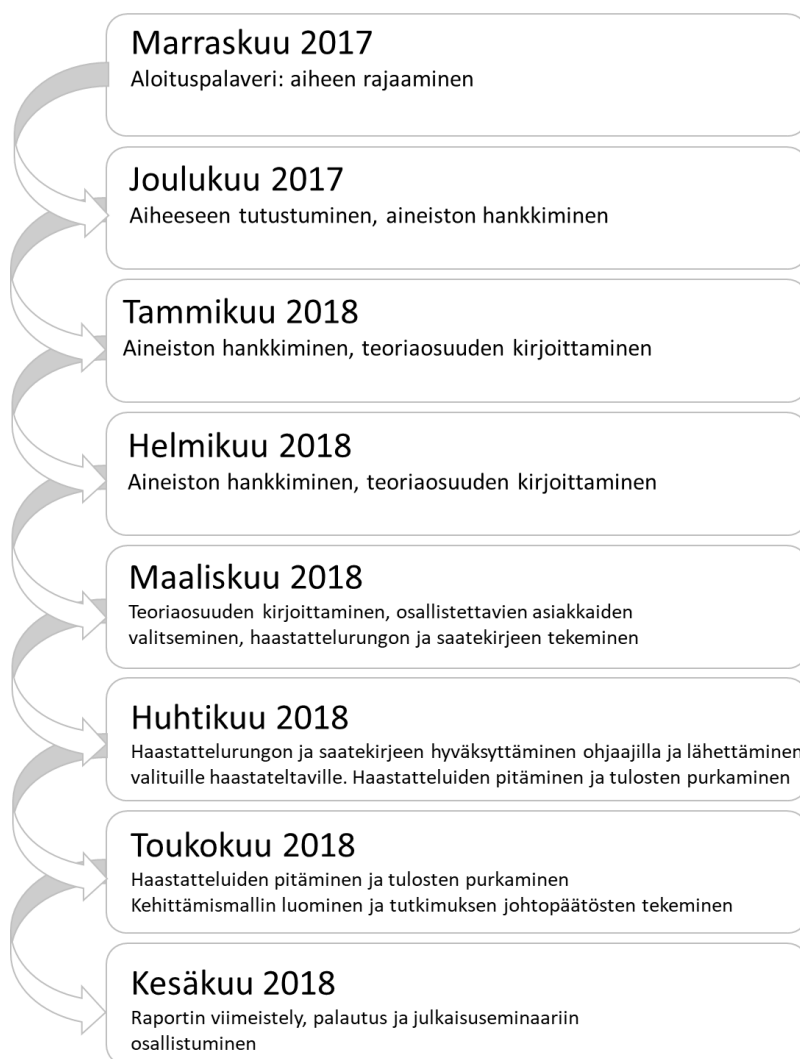 Marraskuu 2017
Aloituspalaveri: aiheen rajaaminen
Joulukuu 2017
Aiheeseen tutustuminen, aineiston hankkiminen
Tammikuu 2018
Aineiston hankkiminen, teoriaosuuden kirjoittaminen
Helmikuu 2018
Aineiston hankkiminen, teoriaosuuden kirjoittaminen
Maaliskuu 2018
Teoriaosuuden kirjoittaminen, osallistettavien asiakkaiden
valitseminen, haastattelurungon ja saatekirjeen tekeminen
Huhtikuu 2018
Haastattelurungon ja saatekirjeen hyväksyttäminen ohjaajilla ja lähettäminen
valituille haastateltaville. Haastatteluiden pitäminen ja tulosten purkaminen
Toukokuu 2018
Haastatteluiden pitäminen ja tulosten purkaminen
Kehittämismallin luominen ja tutkimuksen johtopäätösten tekeminen
Kesäkuu 2018
Raportin viimeistely, palautus ja julkaisuseminaariin
osallistuminen